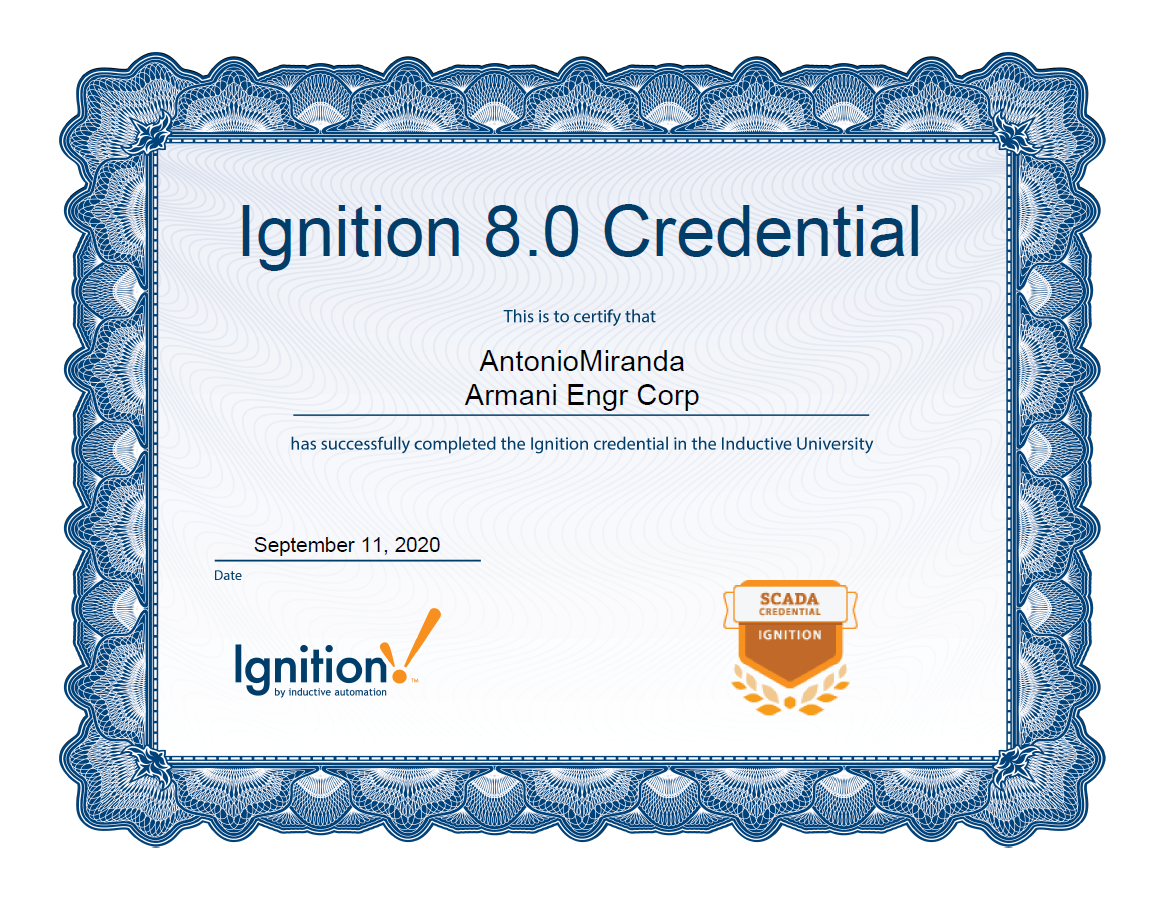 Ignition 8.0 Credential
This is to certify that
AntonioMiranda
Armani Engr Corp
has successfully completed the Ignition credential in the Inductive University
September 11, 2020
Date
Ignition!™
by inductive automation
SCADA
CREDENTIAL
IGNITION